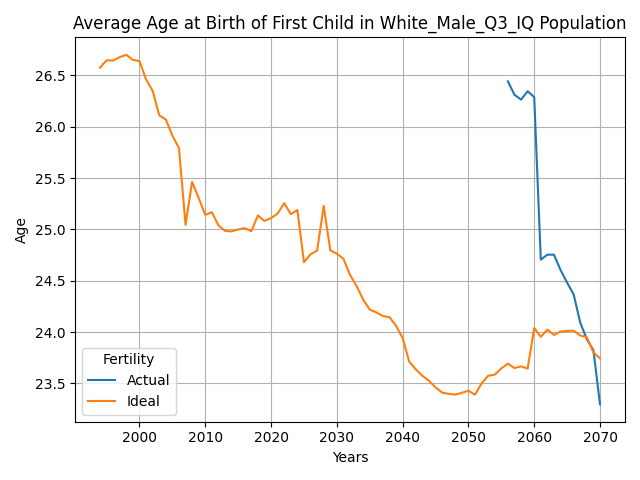 Average Age at Birth of First Child in White_Male_Q3_IQ Population
26.5
26.0
25.5
25.0
24.5
24.0
23.5
Age
Fertility
Actual
Ideal
2000 2010 2020 2030 2040 2050 2060 2070
Years